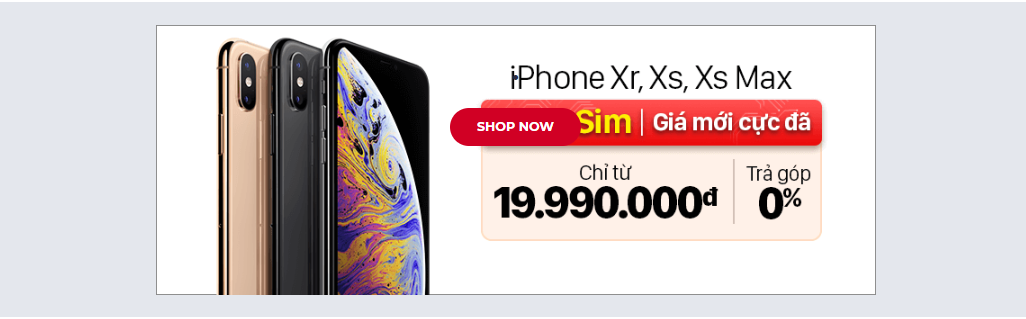 iPhone Xr, Xs, Xs Max
SHOP NOW
Sim | Giá mới cực đã
Chỉ từ
19.990.000đ
Trả góp
0%